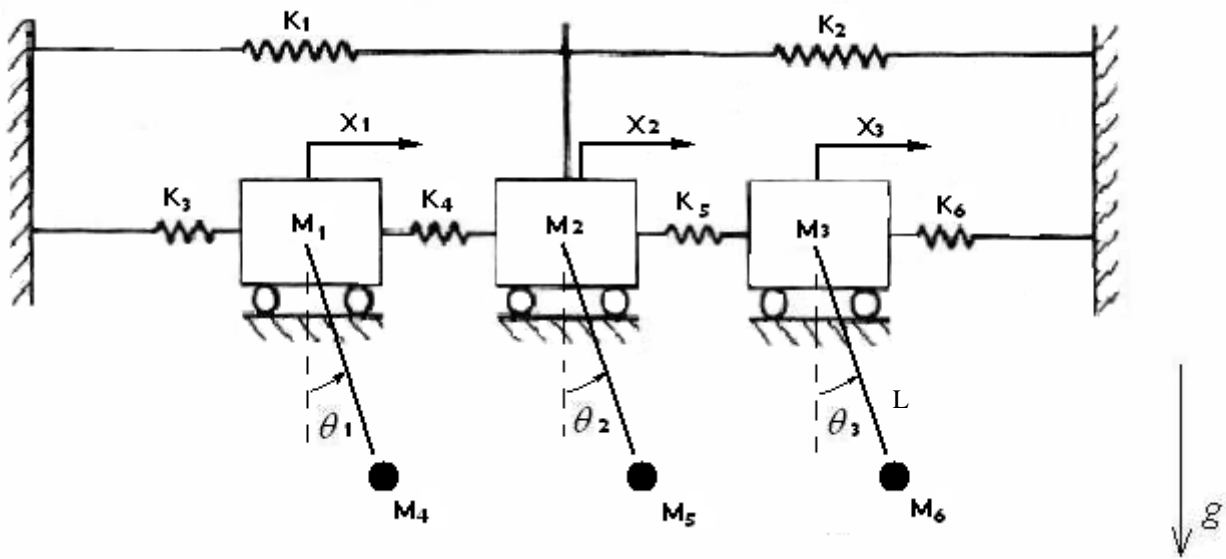 K1
K2
X1 X2 X3
K3 K4 K5 K6
M1 M2 M3
L
θ1 θ2 θ3
M4 M5 M6
g